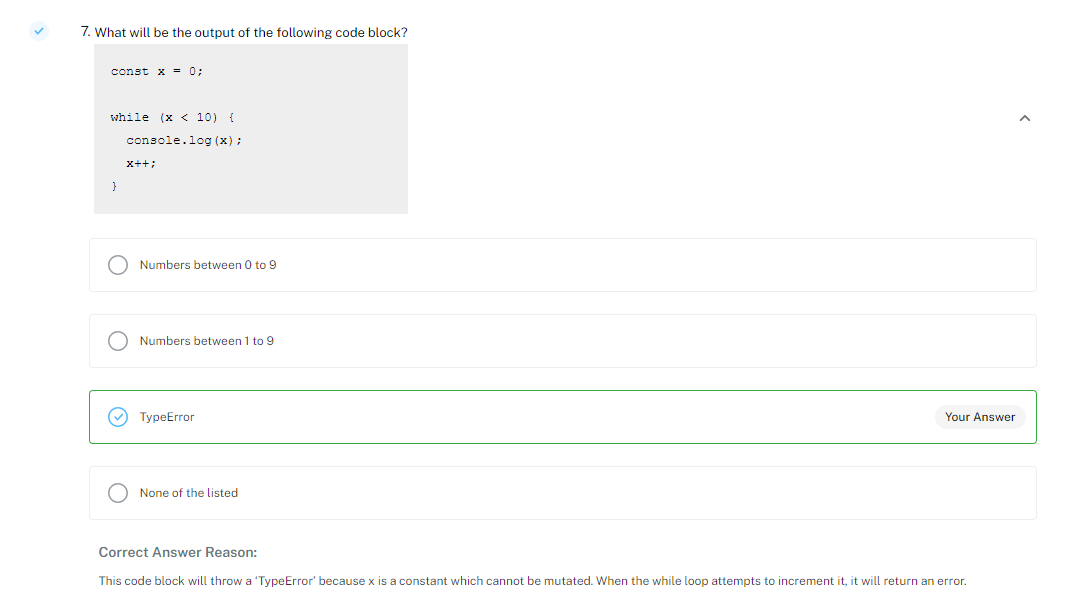 7. What will be the output of the following code block?
const x = 0;
while (x < 10) {
console.log(x);
x++;
}
Numbers between 0 to 9
Numbers between 1 to 9
TypeError
Your Answer
None of the listed
Correct Answer Reason:
This code block will throw a 'TypeError' because x is a constant which cannot be mutated. When the while loop attempts to increment it, it will return an error.